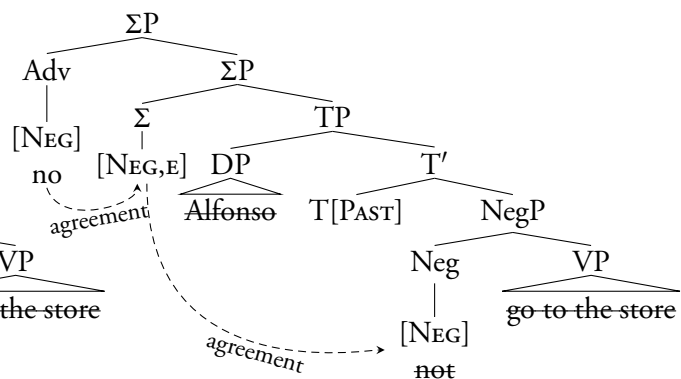 ΣP
Adv ΣP
[NEG] Σ TP
no [NEG,E] DP T′
agreement Alfonso T[PAST] NegP
VP Neg VP
the store [NEG] go to the store
agreement not